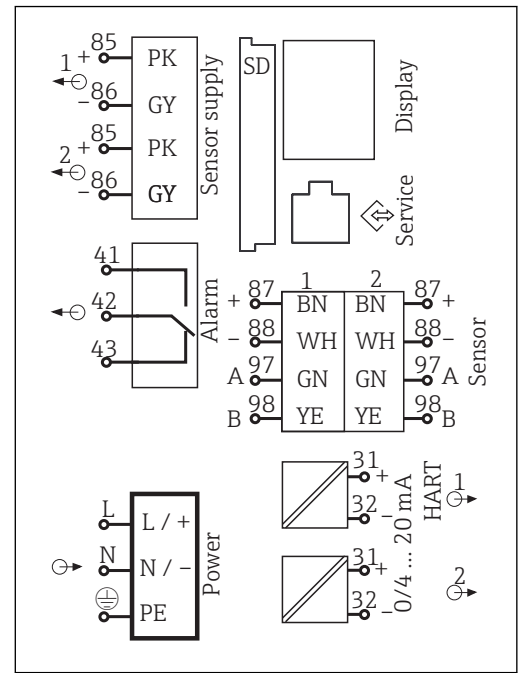 1 + 85 PK
- 86 GY
2 + 85 PK
- 86 GY
Sensor supply
SD
Display
Service
41
42
43
Alarm
1 2
+ 87 BN BN 87 +
- 88 WH WH 88 -
A 97 GN GN 97 A
B 98 YE YE 98 B
Sensor
L L / +
N N / -
PE
Power
31 +
32 -
31 +
32 -
0/4 ... 20 mA
HART
1
2